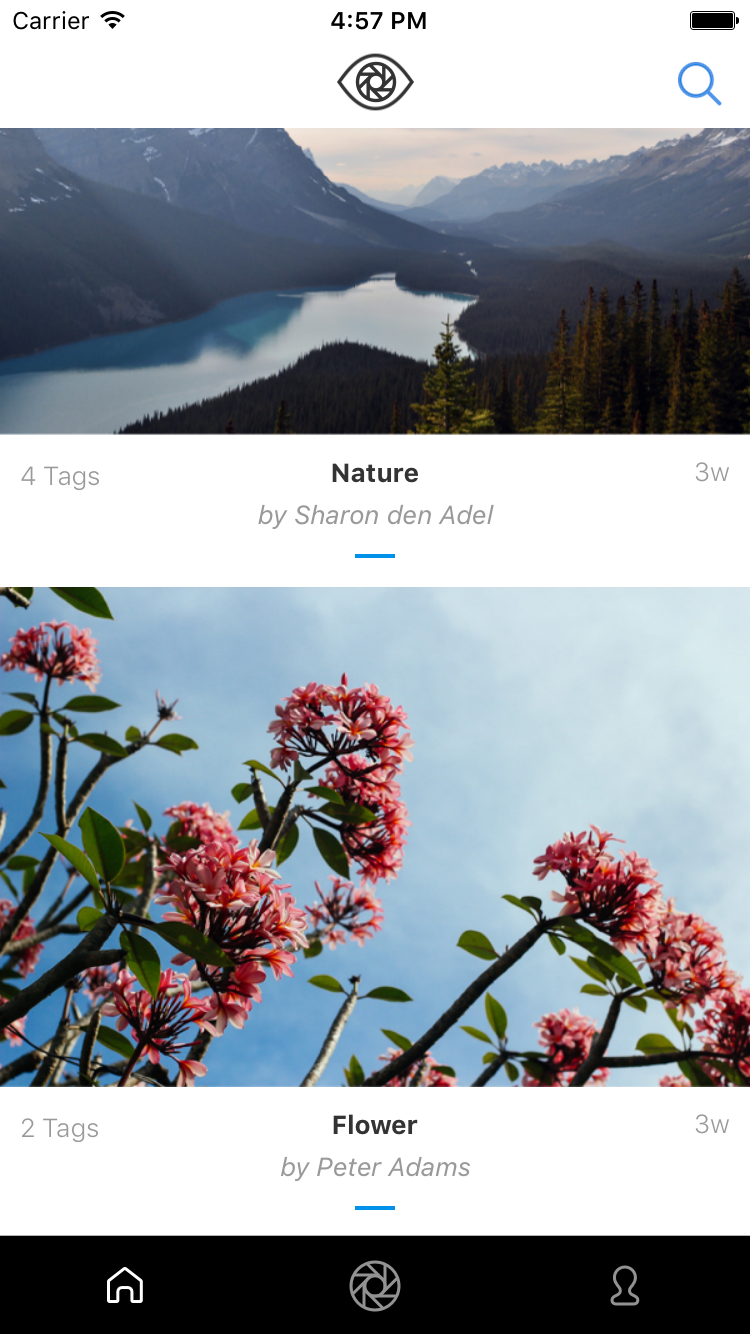 Carrier 4:57 PM
4 Tags Nature 3w
by Sharon den Adel
2 Tags Flower 3w
by Peter Adams